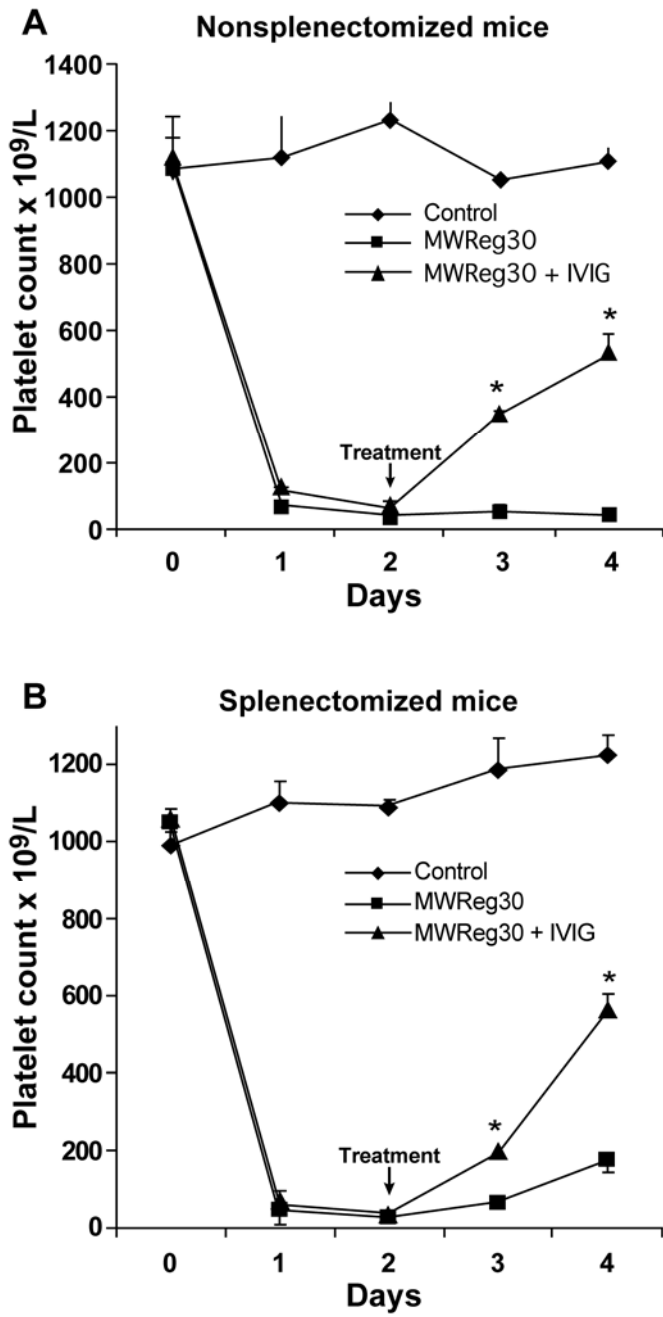 A
Nonsplenectomized mice
1400
1200
1000
800
600
400
200
0
Platelet count x 10⁹/L
Control
MWReg30
MWReg30 + IVIG
*
*
Treatment
0 1 2 3 4
Days
B
Splenectomized mice
1200
1000
800
600
400
200
0
Platelet count x 10⁹/L
Control
MWReg30
MWReg30 + IVIG
*
*
Treatment
0 1 2 3 4
Days